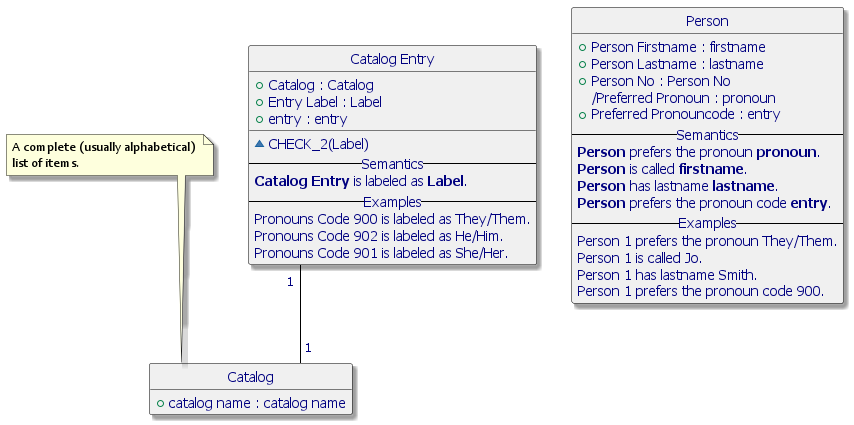 A complete (usually alphabetical)
list of items.
Catalog Entry
Catalog : Catalog
Entry Label : Label
entry : entry
CHECK_2(Label)
Semantics
Catalog Entry is labeled as Label.
Examples
Pronouns Code 900 is labeled as They/Them.
Pronouns Code 902 is labeled as He/Him.
Pronouns Code 901 is labeled as She/Her.
1
1
Catalog
catalog name : catalog name
Person
Person Firstname : firstname
Person Lastname : lastname
Person No : Person No
/Preferred Pronoun : pronoun
Preferred Pronouncode : entry
Semantics
Person prefers the pronoun pronoun.
Person is called firstname.
Person has lastname lastname.
Person prefers the pronoun code entry.
Examples
Person 1 prefers the pronoun They/Them.
Person 1 is called Jo.
Person 1 has lastname Smith.
Person 1 prefers the pronoun code 900.